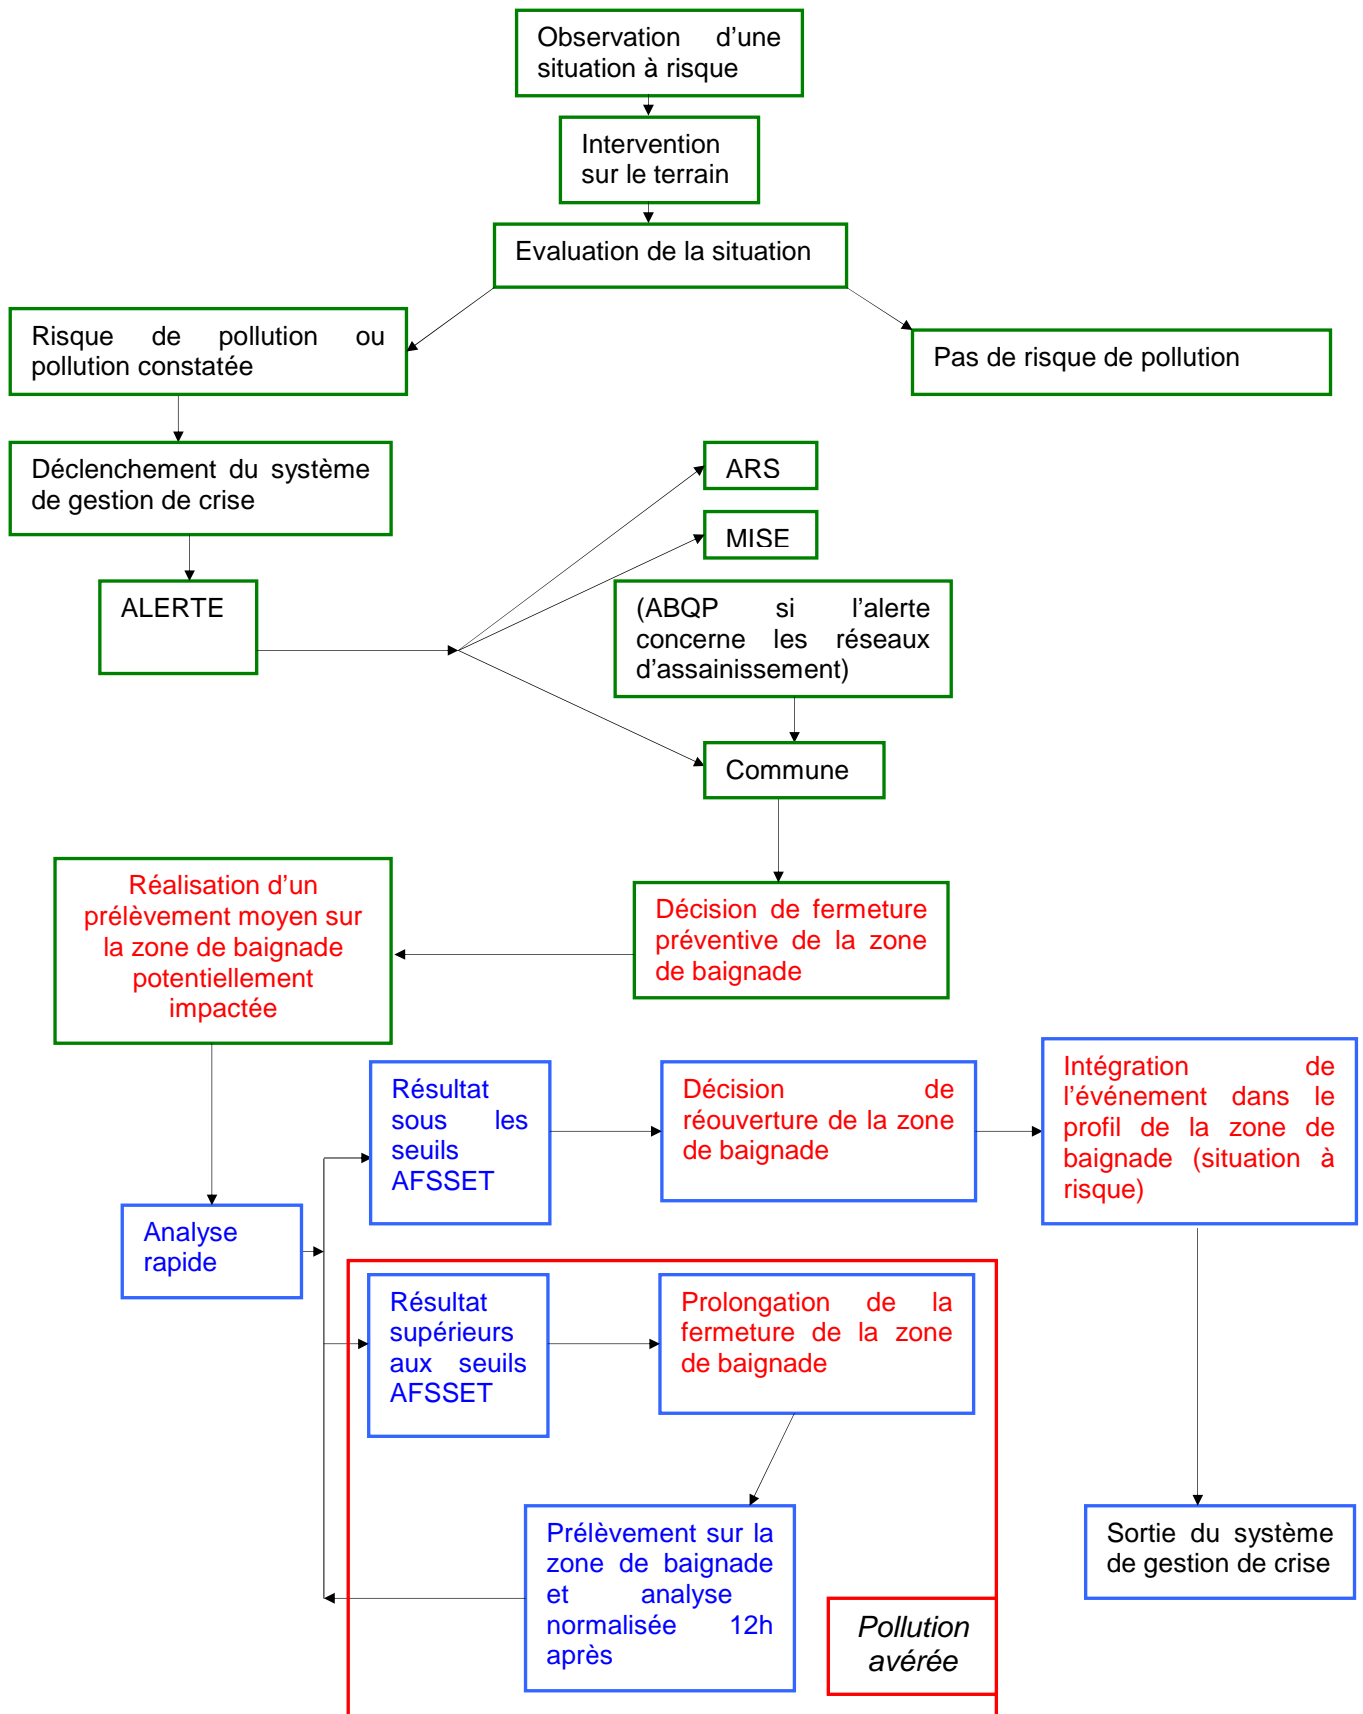 Observation d’une
situation à risque
Intervention
sur le terrain
Evaluation de la situation
Risque de pollution ou
pollution constatée
Pas de risque de pollution
Déclenchement du système
de gestion de crise
ARS
MISE
ALERTE
(ABQP si l’alerte
concerne les réseaux
d’assainissement)
Commune
Réalisation d’un
prélèvement moyen sur
la zone de baignade
potentiellement
impactée
Décision de fermeture
préventive de la zone
de baignade
Résultat
sous les
seuils
AFSSET
Décision de
réouverture de la zone
de baignade
Intégration de
l’événement dans le
profil de la zone de
baignade (situation à
risque)
Analyse
rapide
Résultat
supérieurs
aux seuils
AFSSET
Prolongation de la
fermeture de la zone
de baignade
Prélèvement sur la
zone de baignade
et analyse
normalisée 12h
après
Sortie du système
de gestion de crise
Pollution
avérée